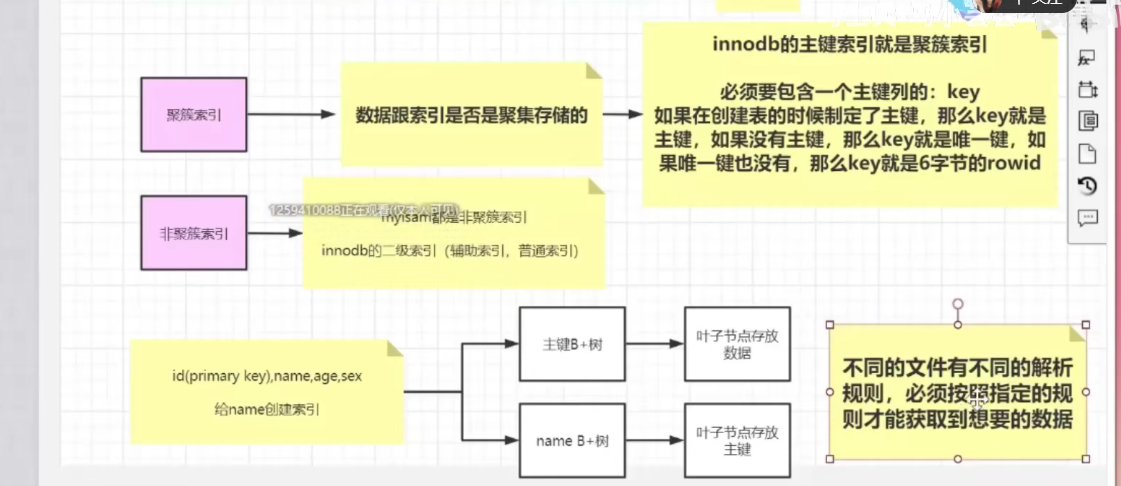 innodb的主键索引就是聚簇索引
必须要包含一个主键列的：key
如果在创建表的时候制定了主键，那么key就是
主键，如果没有主键，那么key就是唯一键，如
果唯一键也没有，那么key就是6字节的rowid
聚簇索引
数据跟索引是否是聚集存储的
非聚簇索引
1259410088正在观看(仅本人可见)
myisam都是非聚簇索引
innodb的二级索引（辅助索引，普通索引）
id(primary key),name,age,sex
给name创建索引
主键B+树
叶子节点存放
数据
name B+树
叶子节点存放
主键
不同的文件有不同的解析
规则，必须按照指定的规
则才能获取到想要的数据